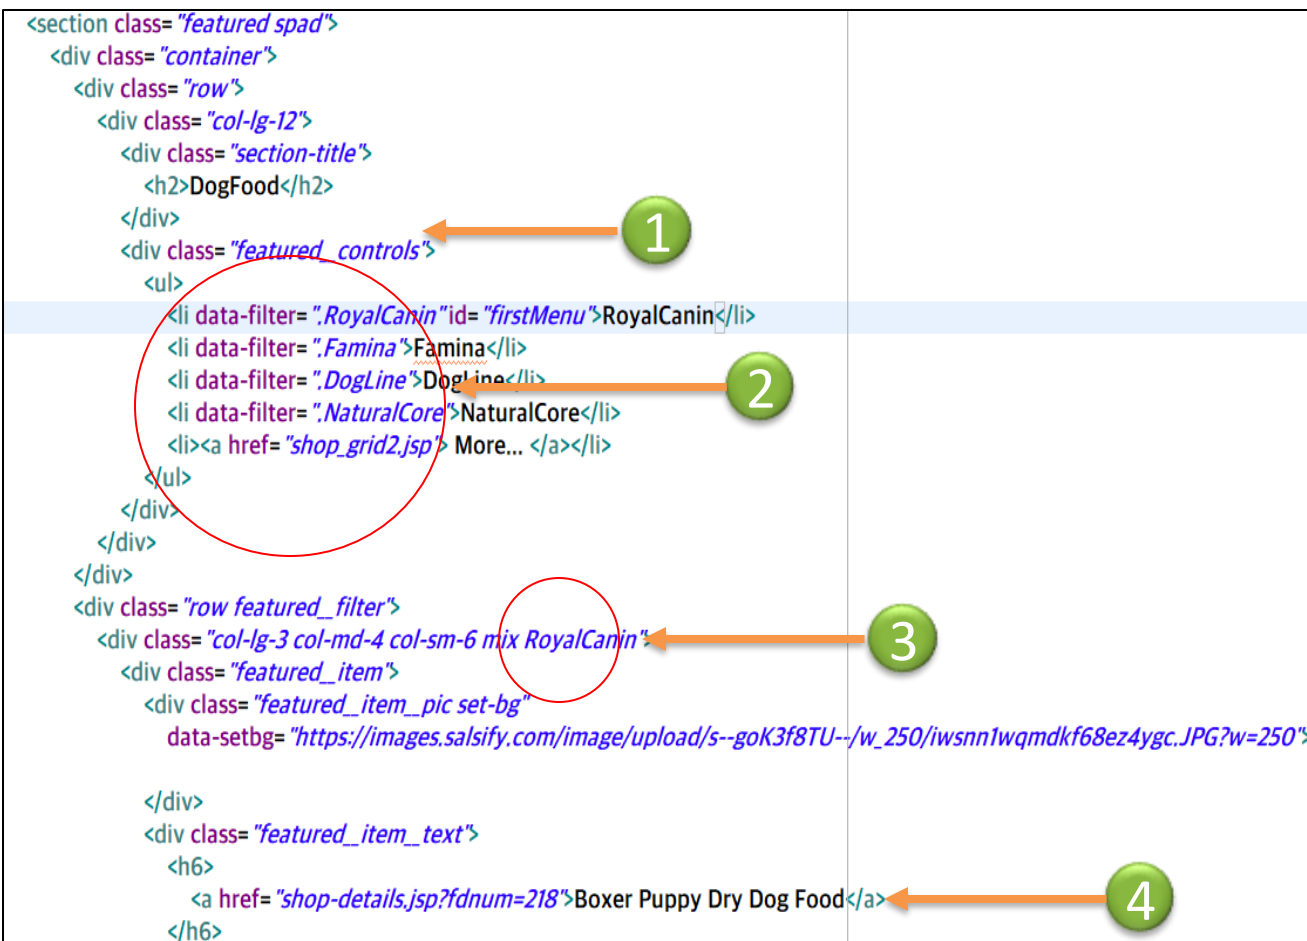 <section class="featured spad">
<div class="container">
<div class="row">
<div class="col-lg-12">
<div class="section-title">
<h2>DogFood</h2>
</div>
1
<div class="featured__controls">
<ul>
<li data-filter=".RoyalCanin"id="firstMenu">RoyalCanin</li>
<li data-filter=".Famina">Famina</li>
<li data-filter=".DogLine">DogLine</li>
2
<li data-filter=".NaturalCore">NaturalCore</li>
<li><a href="shop_grid2.jsp"> More... </a></li>
</ul>
</div>
</div>
</div>
<div class="row featured__filter">
<div class="col-lg-3 col-md-4 col-sm-6 mix RoyalCanin">
3
<div class="featured__item">
<div class="featured__item__pic set-bg"
data-setbg="https://images.salsify.com/image/upload/s--goK3f8TU--/w_250/iwsnn1wqmdkf68ez4ygc.JPG?w=250">
</div>
<div class="featured__item__text">
<h6>
<a href="shop-details.jsp?fdnum=218">Boxer Puppy Dry Dog Food</a>
4
</h6>